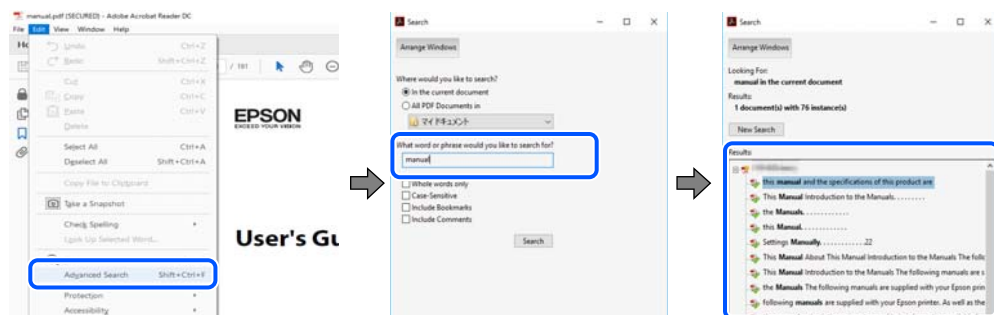 manual.pdf (SECURED) - Adobe Acrobat Reader DC
File Edit View Window Help
Undo Ctrl+Z
Redo Shift+Ctrl+Z
Cut Ctrl+X
Copy Ctrl+C
Paste Ctrl+V
Delete
Select All Ctrl+A
Deselect All Shift+Ctrl+A
Copy File to Clipboard
Take a Snapshot
Check Spelling
Look Up Selected Word...
Advanced Search Shift+Ctrl+F
Protection
Accessibility
/ 191
EPSON
EXCEED YOUR VISION
User's Gu
Search
Arrange Windows
Where would you like to search?
In the current document
All PDF Documents in
マイ ドキュメント
What word or phrase would you like to search for?
manual
Whole words only
Case-Sensitive
Include Bookmarks
Include Comments
Search
Search
Arrange Windows
Looking For:
manual in the current document
Results:
1 document(s) with 76 instance(s)
New Search
Results:
this manual and the specifications of this product are
This Manual Introduction to the Manuals.........
the Manuals.............
this Manual.............
Settings Manually.............22
This Manual About This Manual Introduction to the Manuals The follo
This Manual Introduction to the Manuals The following manuals are s
the Manuals The following manuals are supplied with your Epson prin
following manuals are supplied with your Epson printer. As well as the